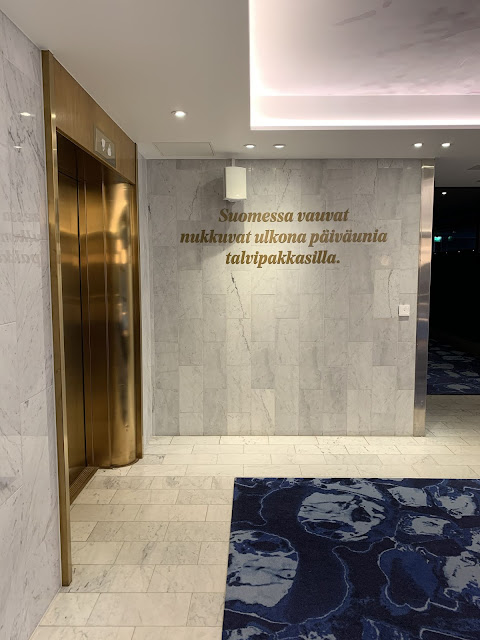 Suomessa vauvat
nukkuvat ulkona päiväunia
talvipakkasilla.